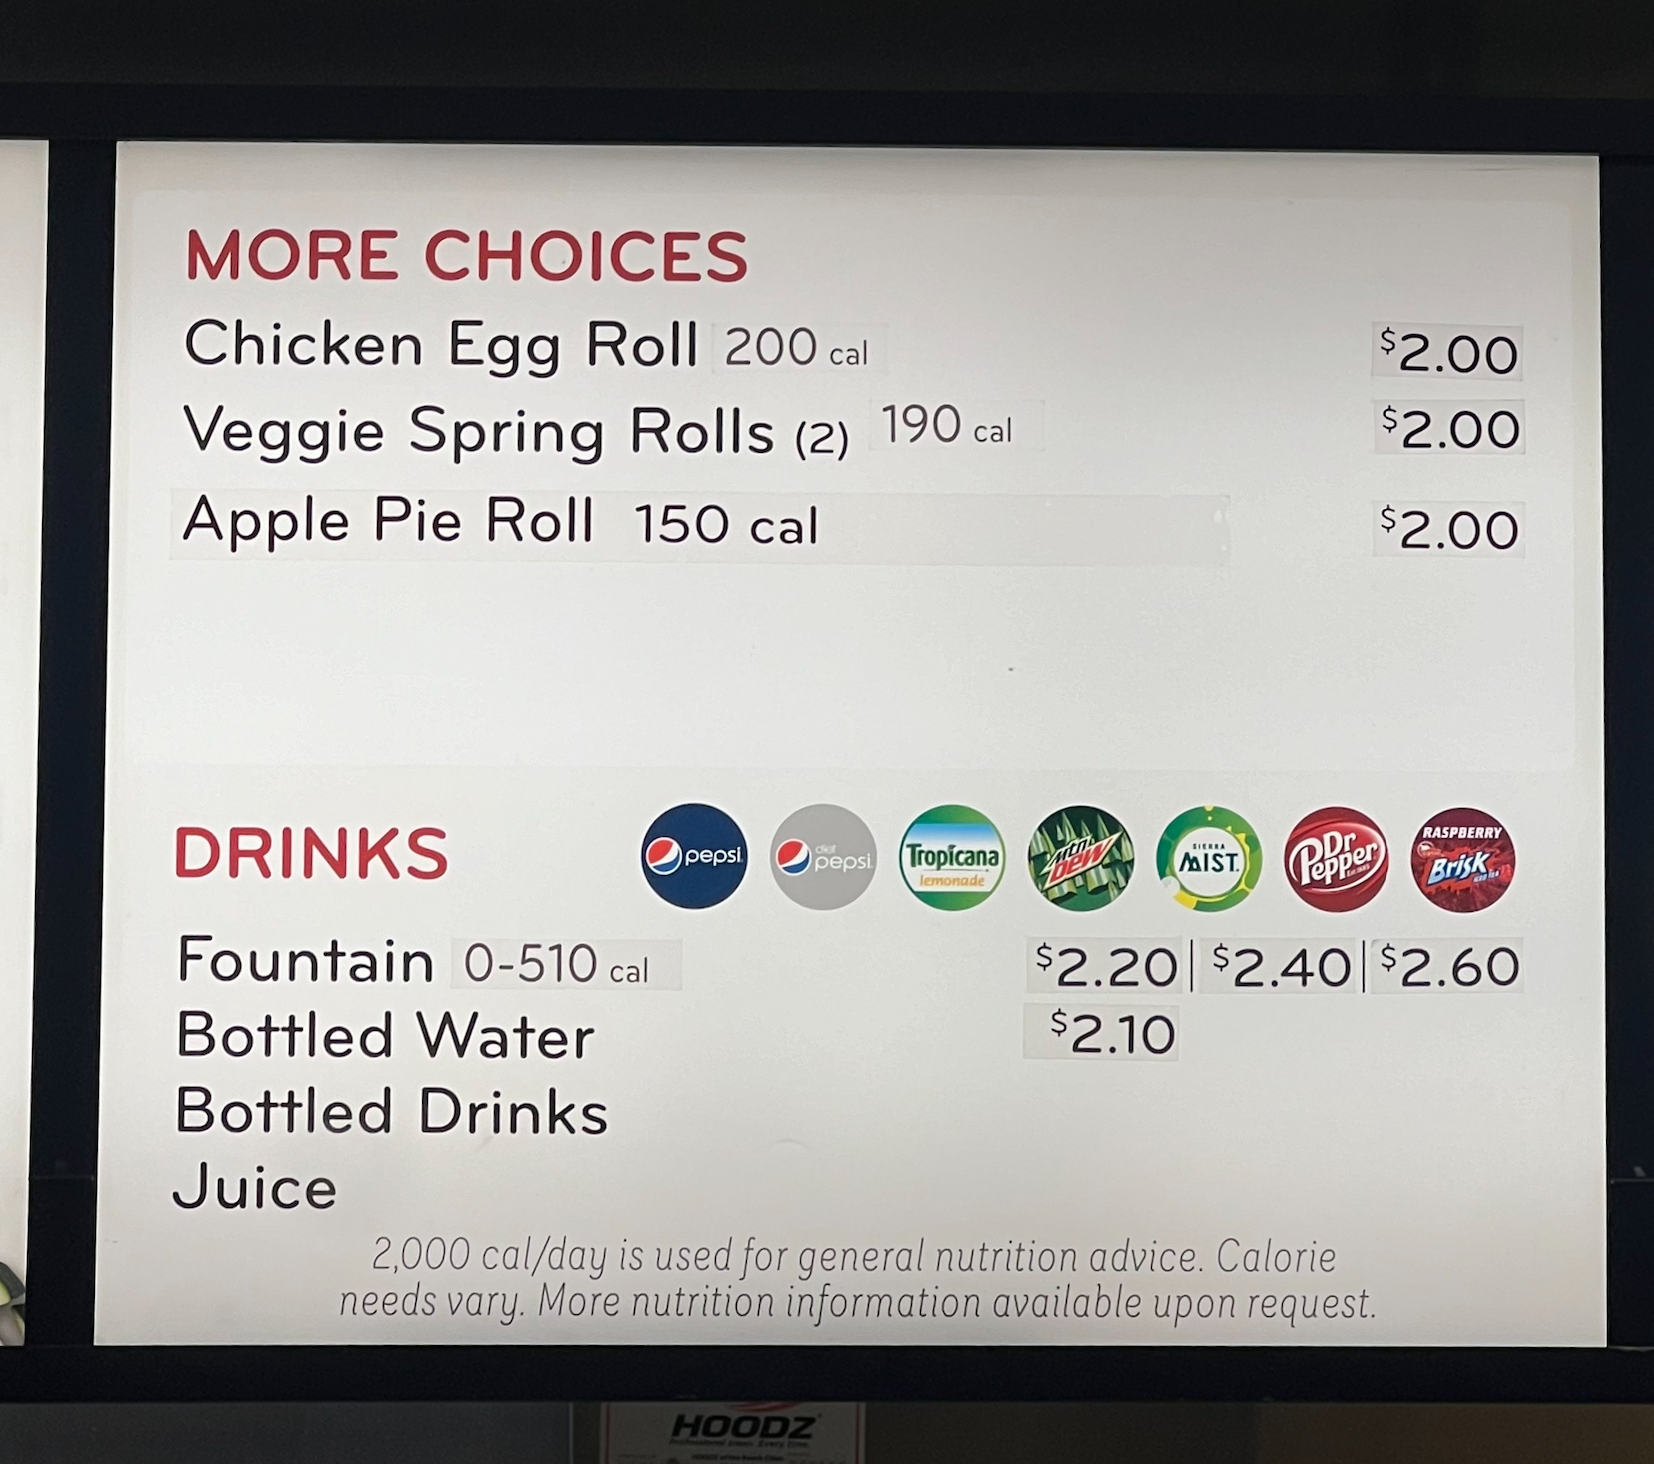 MORE CHOICES
Chicken Egg Roll 200 cal $2.00
Veggie Spring Rolls (2) 190 cal $2.00
Apple Pie Roll 150 cal $2.00
DRINKS
pepsi
diet
pepsi
Tropicana
lemonade
Mtn
DEW
SIERRA
MIST
Dr
Pepper
RASPBERRY
Brisk
Fountain 0-510 cal $2.20 | $2.40 | $2.60
Bottled Water $2.10
Bottled Drinks
Juice
2,000 cal/day is used for general nutrition advice. Calorie
needs vary. More nutrition information available upon request.
HOODZ